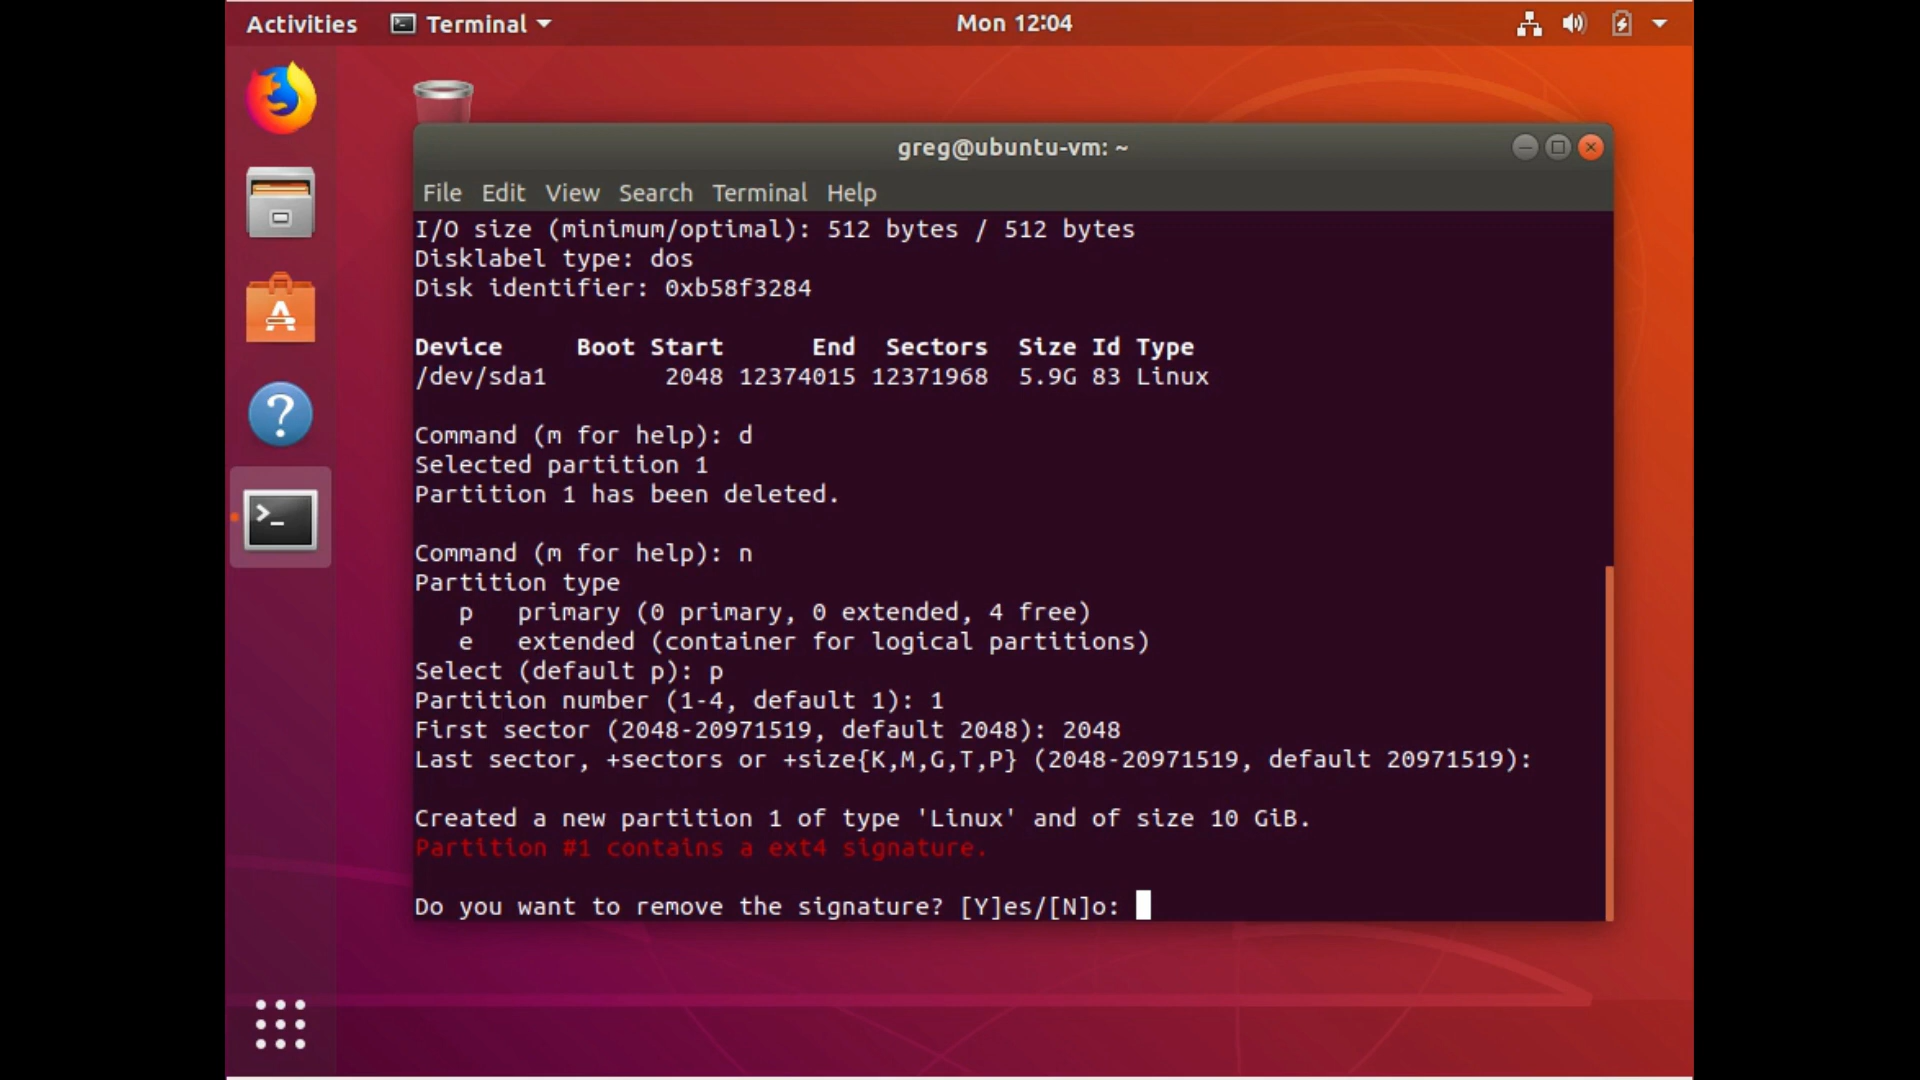 Activities Terminal Mon 12:04
greg@ubuntu-vm: ~
File Edit View Search Terminal Help
I/O size (minimum/optimal): 512 bytes / 512 bytes
Disklabel type: dos
Disk identifier: 0xb58f3284
Device     Boot Start      End  Sectors  Size Id Type
/dev/sda1        2048 12374015 12371968  5.9G 83 Linux
Command (m for help): d
Selected partition 1
Partition 1 has been deleted.
Command (m for help): n
Partition type
   p   primary (0 primary, 0 extended, 4 free)
   e   extended (container for logical partitions)
Select (default p): p
Partition number (1-4, default 1): 1
First sector (2048-20971519, default 2048): 2048
Last sector, +sectors or +size{K,M,G,T,P} (2048-20971519, default 20971519):
Created a new partition 1 of type 'Linux' and of size 10 GiB.
Partition #1 contains a ext4 signature.
Do you want to remove the signature? [Y]es/[N]o: